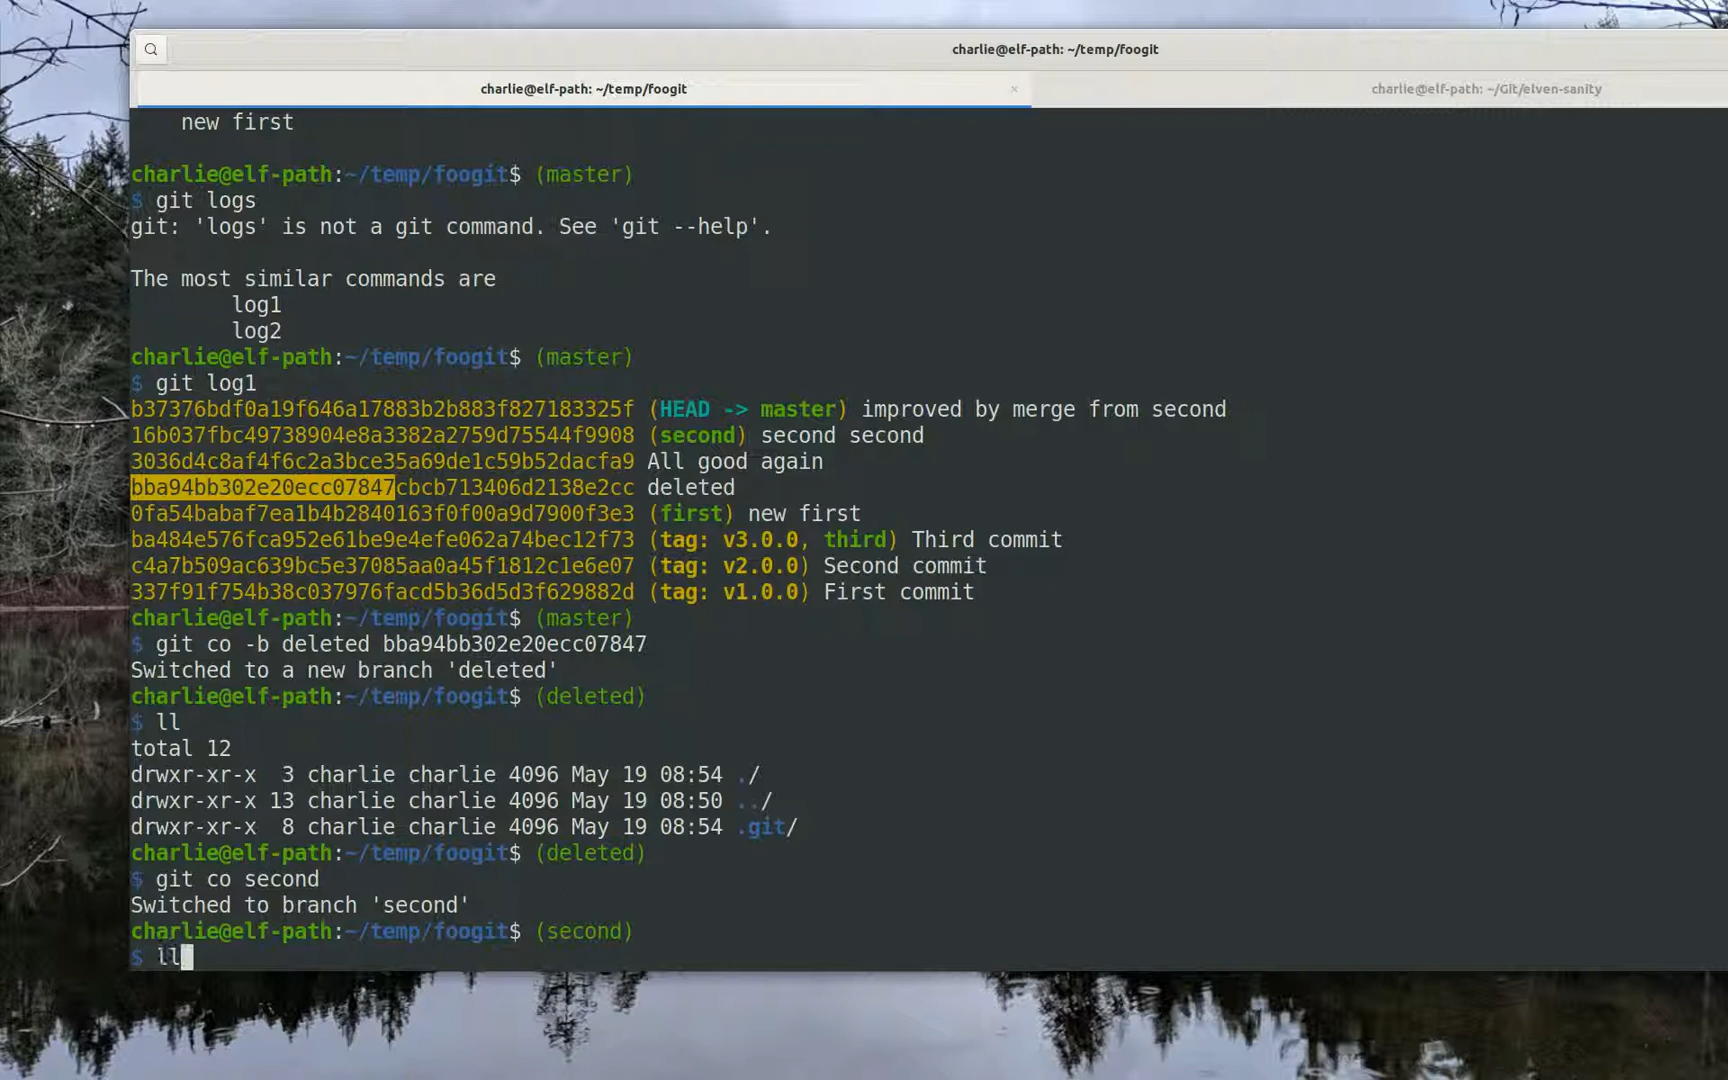 charlie@elf-path: ~/temp/foogit
charlie@elf-path: ~/temp/foogit × charlie@elf-path: ~/Git/elven-sanity
new first
charlie@elf-path:~/temp/foogit$ (master)
$ git logs
git: 'logs' is not a git command. See 'git --help'.
The most similar commands are
log1
log2
charlie@elf-path:~/temp/foogit$ (master)
$ git log1
b37376bdf0a19f646a17883b2b883f827183325f (HEAD -> master) improved by merge from second
16b037fbc49738904e8a3382a2759d75544f9908 (second) second second
3036d4c8af4f6c2a3bce35a69de1c59b52dacfa9 All good again
bba94bb302e20ecc07847cbcb713406d2138e2cc deleted
0fa54babaf7ea1b4b2840163f0f00a9d7900f3e3 (first) new first
ba484e576fca952e61be9e4efe062a74bec12f73 (tag: v3.0.0, third) Third commit
c4a7b509ac639bc5e37085aa0a45f1812c1e6e07 (tag: v2.0.0) Second commit
337f91f754b38c037976facd5b36d5d3f629882d (tag: v1.0.0) First commit
charlie@elf-path:~/temp/foogit$ (master)
$ git co -b deleted bba94bb302e20ecc07847
Switched to a new branch 'deleted'
charlie@elf-path:~/temp/foogit$ (deleted)
$ ll
total 12
drwxr-xr-x  3 charlie charlie 4096 May 19 08:54 ./
drwxr-xr-x 13 charlie charlie 4096 May 19 08:50 ../
drwxr-xr-x  8 charlie charlie 4096 May 19 08:54 .git/
charlie@elf-path:~/temp/foogit$ (deleted)
$ git co second
Switched to branch 'second'
charlie@elf-path:~/temp/foogit$ (second)
$ ll